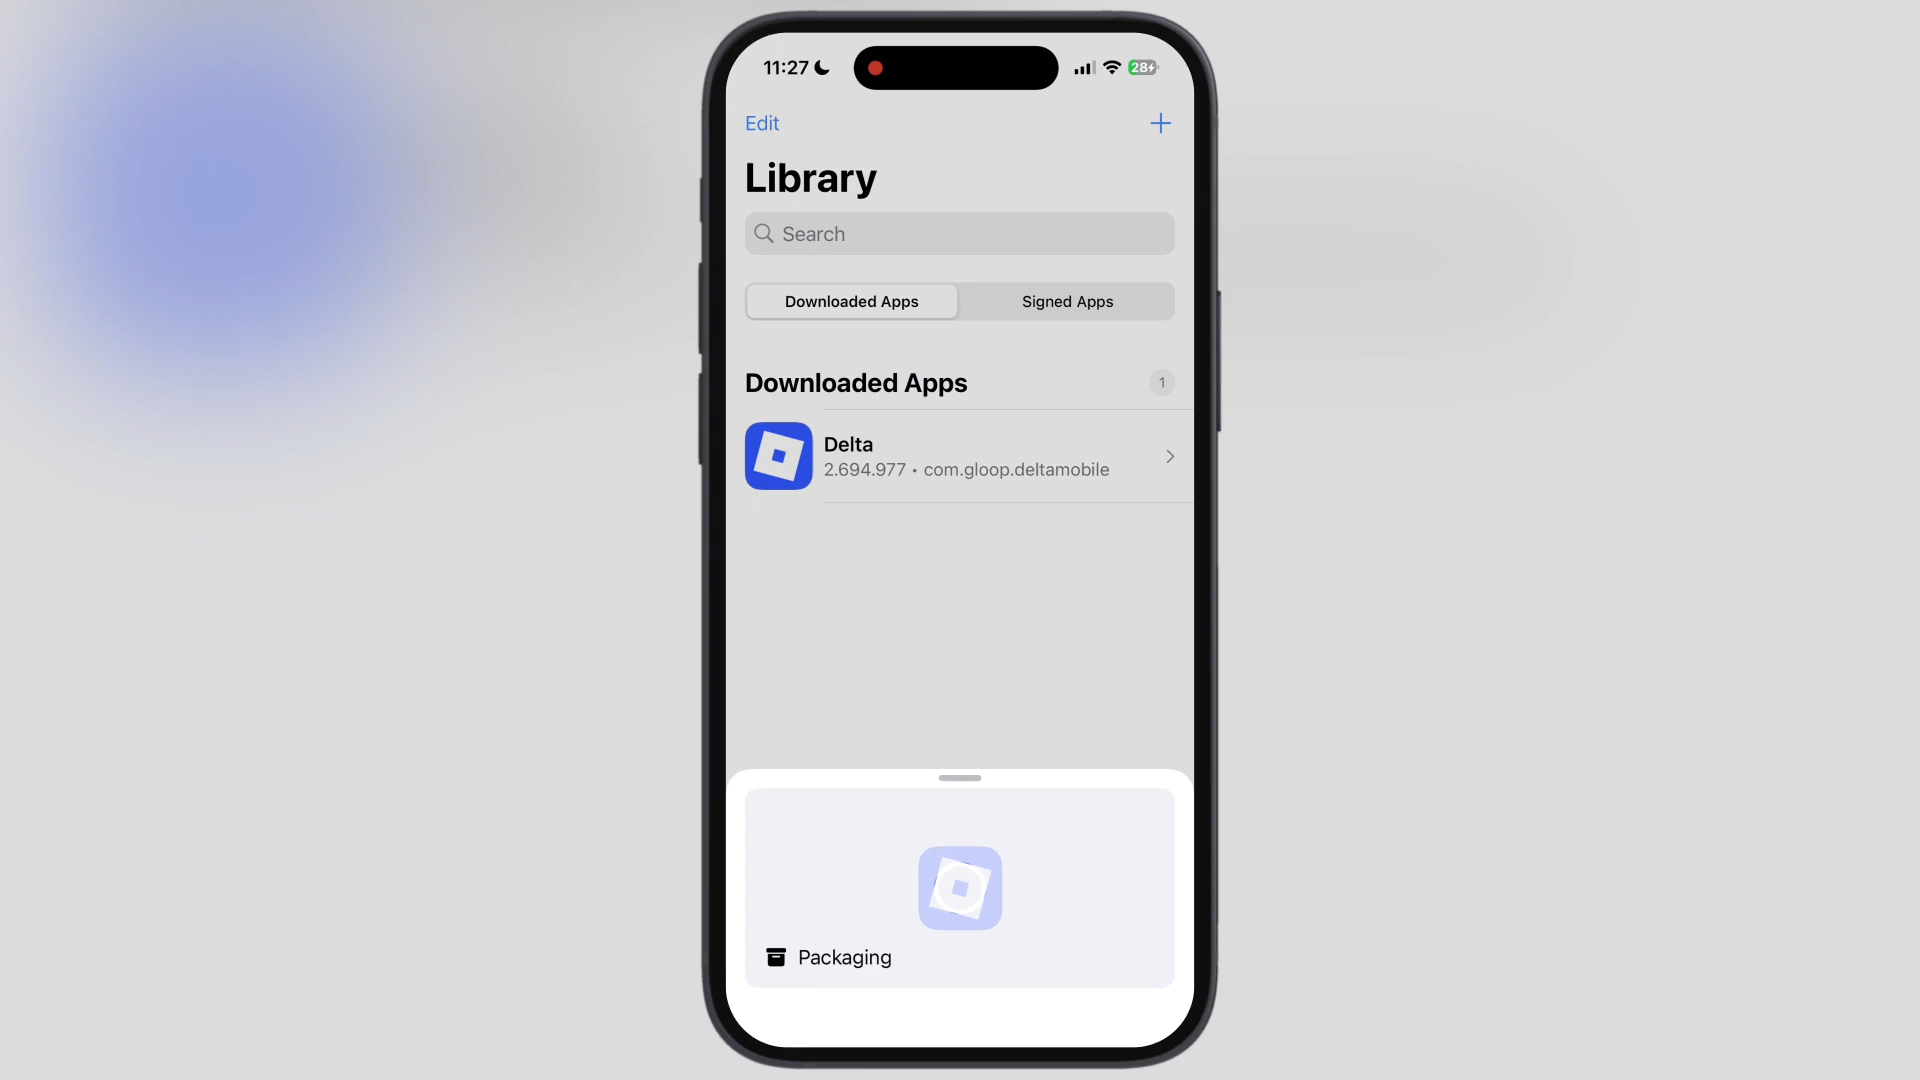 11:27
28
Edit
Library
Search
Downloaded Apps
Signed Apps
Downloaded Apps
1
Delta
2.694.977 • com.gloop.deltamobile
Packaging